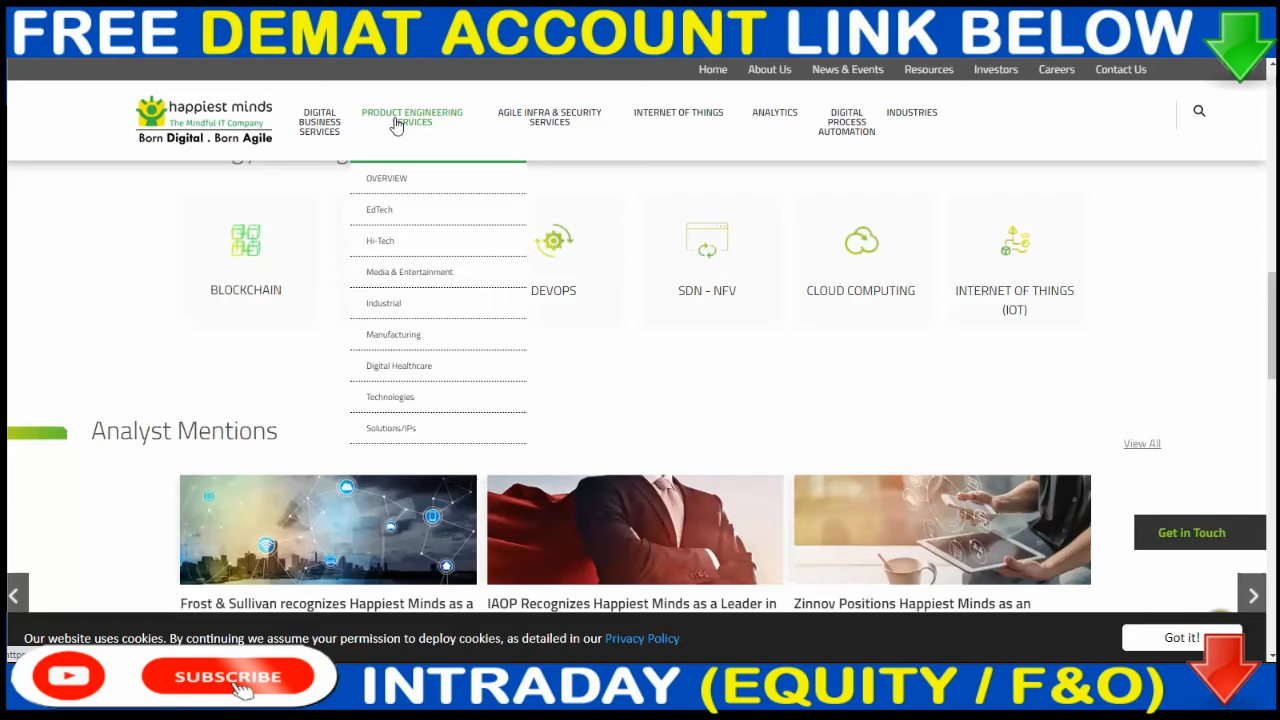 FREE DEMAT ACCOUNT LINK BELOW
Home About Us News & Events Resources Investors Careers Contact Us
happiest minds
The Mindful IT Company
Born Digital . Born Agile
DIGITAL
BUSINESS
SERVICES
PRODUCT ENGINEERING
SERVICES
AGILE INFRA & SECURITY
SERVICES
INTERNET OF THINGS
ANALYTICS
DIGITAL
PROCESS
AUTOMATION
INDUSTRIES
OVERVIEW
EdTech
Hi-Tech
Media & Entertainment
Industrial
Manufacturing
Digital Healthcare
Technologies
Solutions/IPs
BLOCKCHAIN
DEVOPS
SDN - NFV
CLOUD COMPUTING
INTERNET OF THINGS
(IOT)
Analyst Mentions
View All
Get in Touch
Frost & Sullivan recognizes Happiest Minds as a
IAOP Recognizes Happiest Minds as a Leader in
Zinnov Positions Happiest Minds as an
Our website uses cookies. By continuing we assume your permission to deploy cookies, as detailed in our Privacy Policy
Got it!
SUBSCRIBE
INTRADAY (EQUITY / F&O)